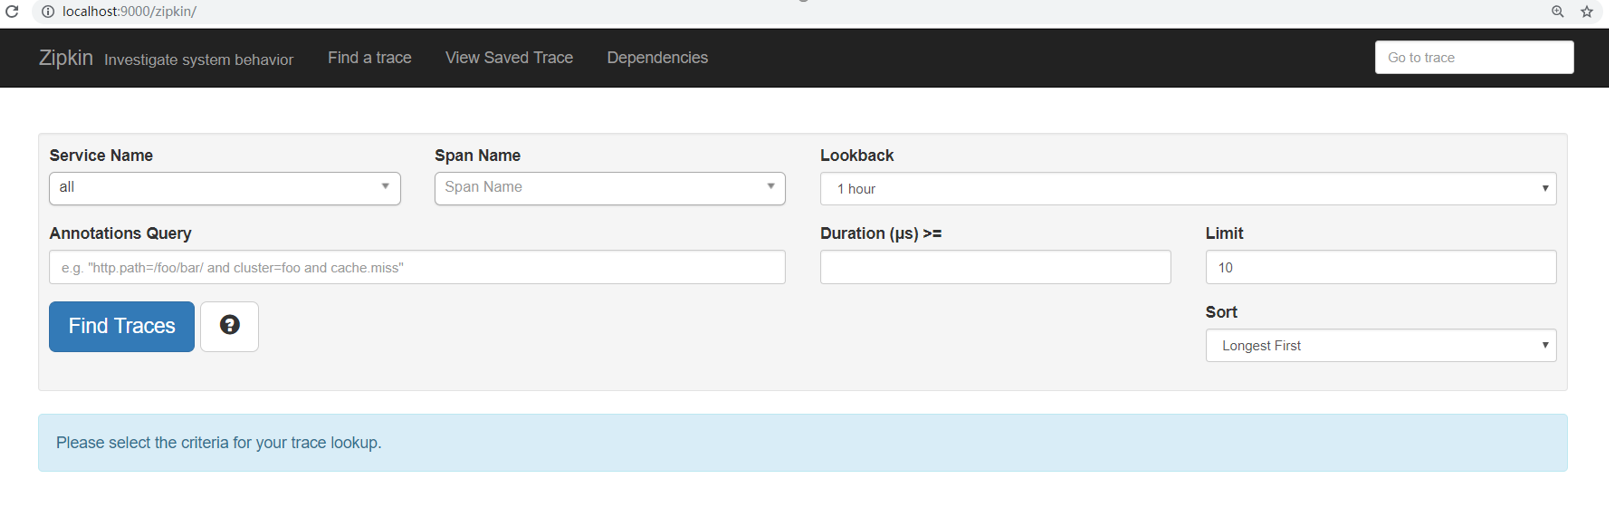 localhost:9000/zipkin/
Zipkin Investigate system behavior Find a trace View Saved Trace Dependencies Go to trace
Service Name Span Name Lookback
all Span Name 1 hour
Annotations Query Duration (μs) >= Limit
e.g. "http.path=/foo/bar/ and cluster=foo and cache.miss" 10
Find Traces ?
Sort
Longest First
Please select the criteria for your trace lookup.